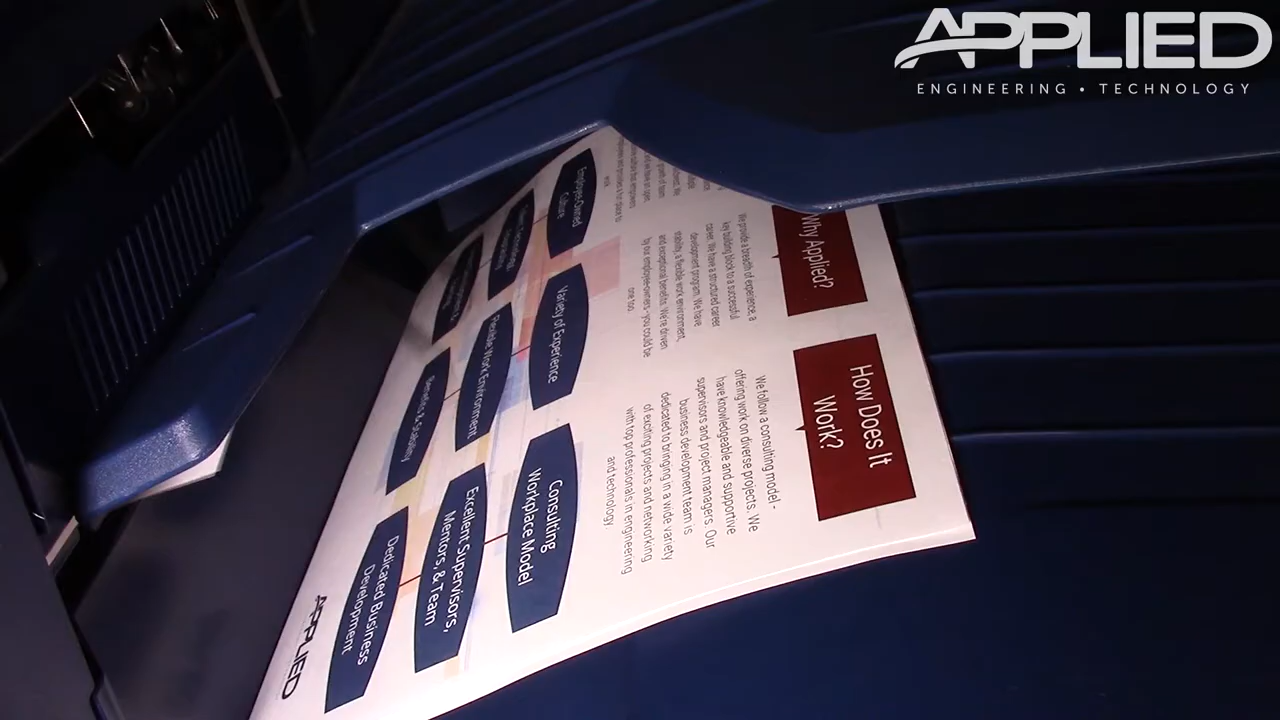 APPLIED
ENGINEERING • TECHNOLOGY
Why Applied?
We provide a breadth of experience, a
key building block to a successful
career. We have a structured career
development program. We have
stability, a flexible work environment,
and exceptional benefits. We're driven
by our employee-owners - you could be
one too.
How Does It
Work?
We follow a consulting model -
offering work on diverse projects. We
have knowledgeable and supportive
supervisors and project managers. Our
business development team is
dedicated to bringing in a wide variety
of exciting projects and networking
with top professionals in engineering
and technology.
Employee-Owned
Culture
Variety of Experience
Flexible Work Environment
Benefits & Stability
Consulting
Workplace Model
Excellent Supervisors,
Mentors, & Team
Dedicated Business
Development
APPLIED